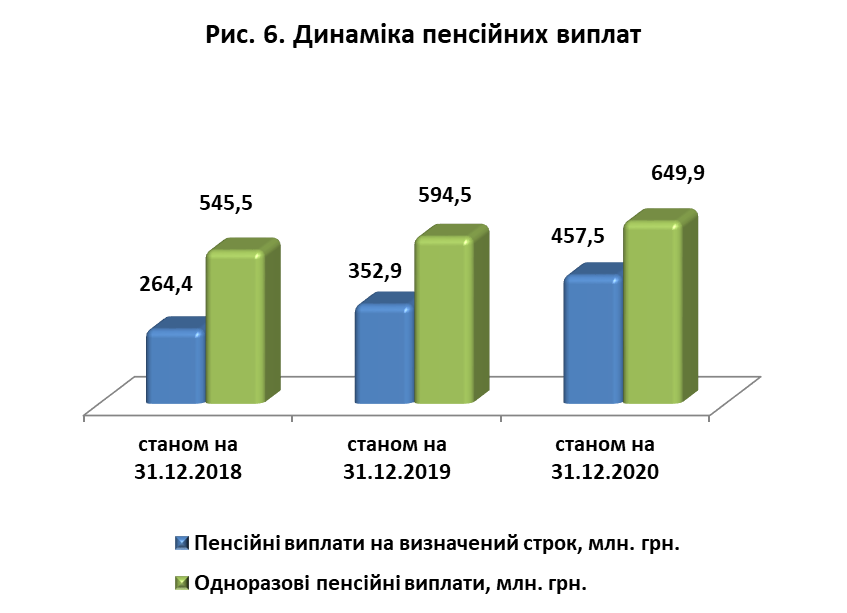 Рис. 6. Динаміка пенсійних виплат
264,4
545,5
352,9
594,5
457,5
649,9
станом на
31.12.2018
станом на
31.12.2019
станом на
31.12.2020
Пенсійні виплати на визначений строк, млн. грн.
Одноразові пенсійні виплати, млн. грн.